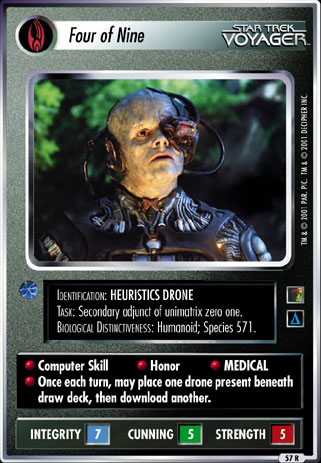 Four of Nine
STAR TREK
VOYAGER™
™ & © 2001 PAR. PIC. TM & © 2001 DECIPHER INC.
IDENTIFICATION: HEURISTICS DRONE
TASK: Secondary adjunct of unimatrix zero one.
BIOLOGICAL DISTINCTIVENESS: Humanoid; Species 571.
Computer Skill Honor MEDICAL
Once each turn, may place one drone present beneath
draw deck, then download another.
INTEGRITY 7 CUNNING 5 STRENGTH 5
57 R